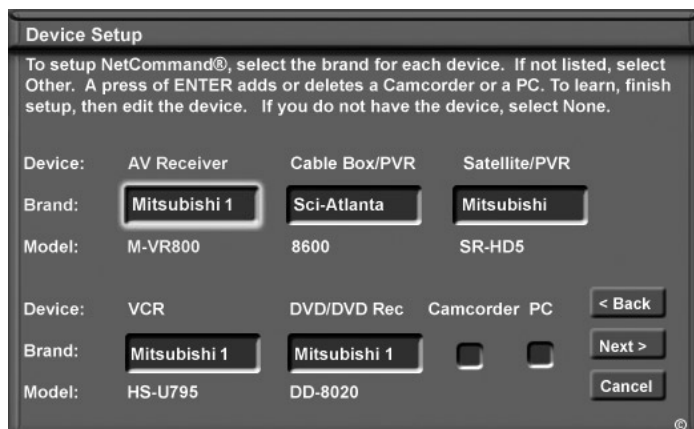 Device Setup
To setup NetCommand®, select the brand for each device. If not listed, select
Other. A press of ENTER adds or deletes a Camcorder or a PC. To learn, finish
setup, then edit the device. If you do not have the device, select None.
Device: AV Receiver Cable Box/PVR Satellite/PVR
Brand: Mitsubishi 1 Sci-Atlanta Mitsubishi
Model: M-VR800 8600 SR-HD5
Device: VCR DVD/DVD Rec Camcorder PC < Back
Brand: Mitsubishi 1 Mitsubishi 1 Next >
Model: HS-U795 DD-8020 Cancel
©